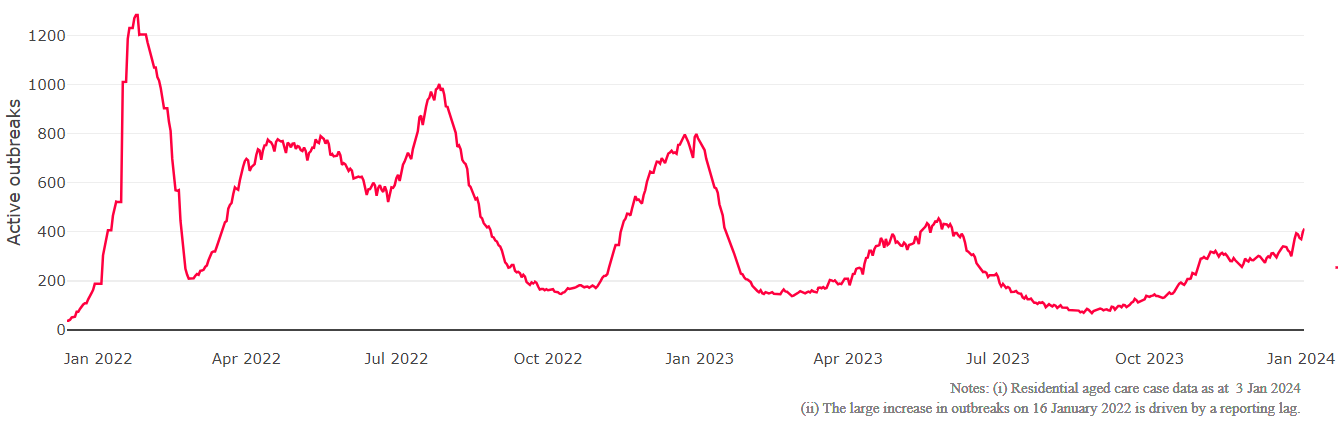 Active outbreaks
1200
1000
800
600
400
200
0
Jan 2022 Apr 2022 Jul 2022 Oct 2022 Jan 2023 Apr 2023 Jul 2023 Oct 2023 Jan 2024
Notes: (i) Residential aged care case data as at 3 Jan 2024
(ii) The large increase in outbreaks on 16 January 2022 is driven by a reporting lag.